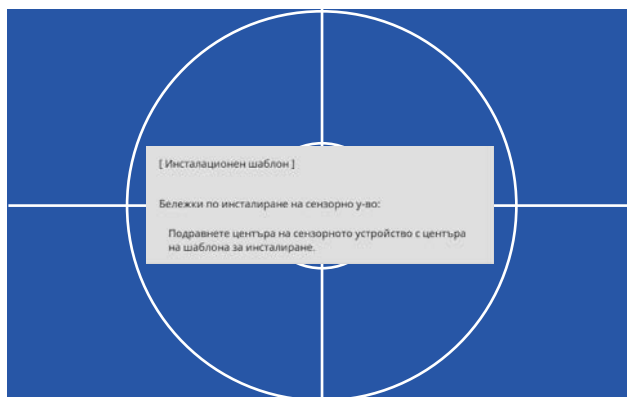 [ Инсталационен шаблон ]
Бележки по инсталиране на сензорно у-во:
Подравнете центъра на сензорното устройство с центъра
на шаблона за инсталиране.